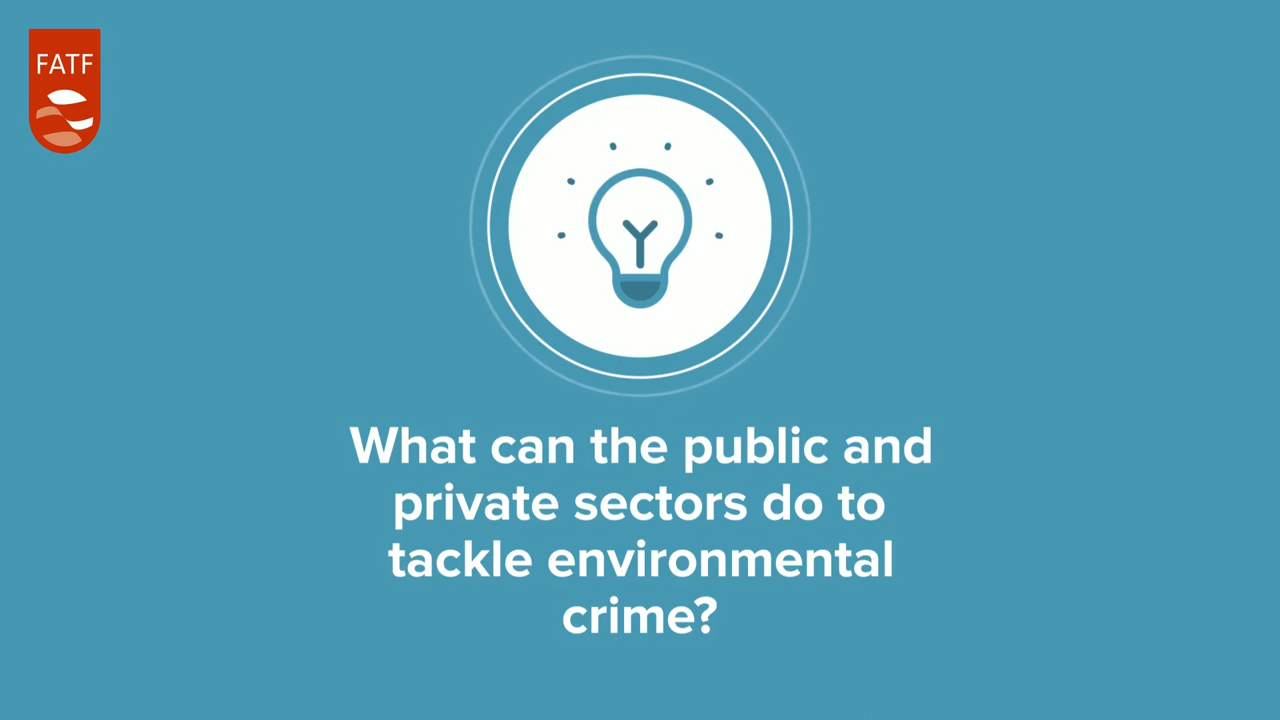 FATF
What can the public and
private sectors do to
tackle environmental
crime?